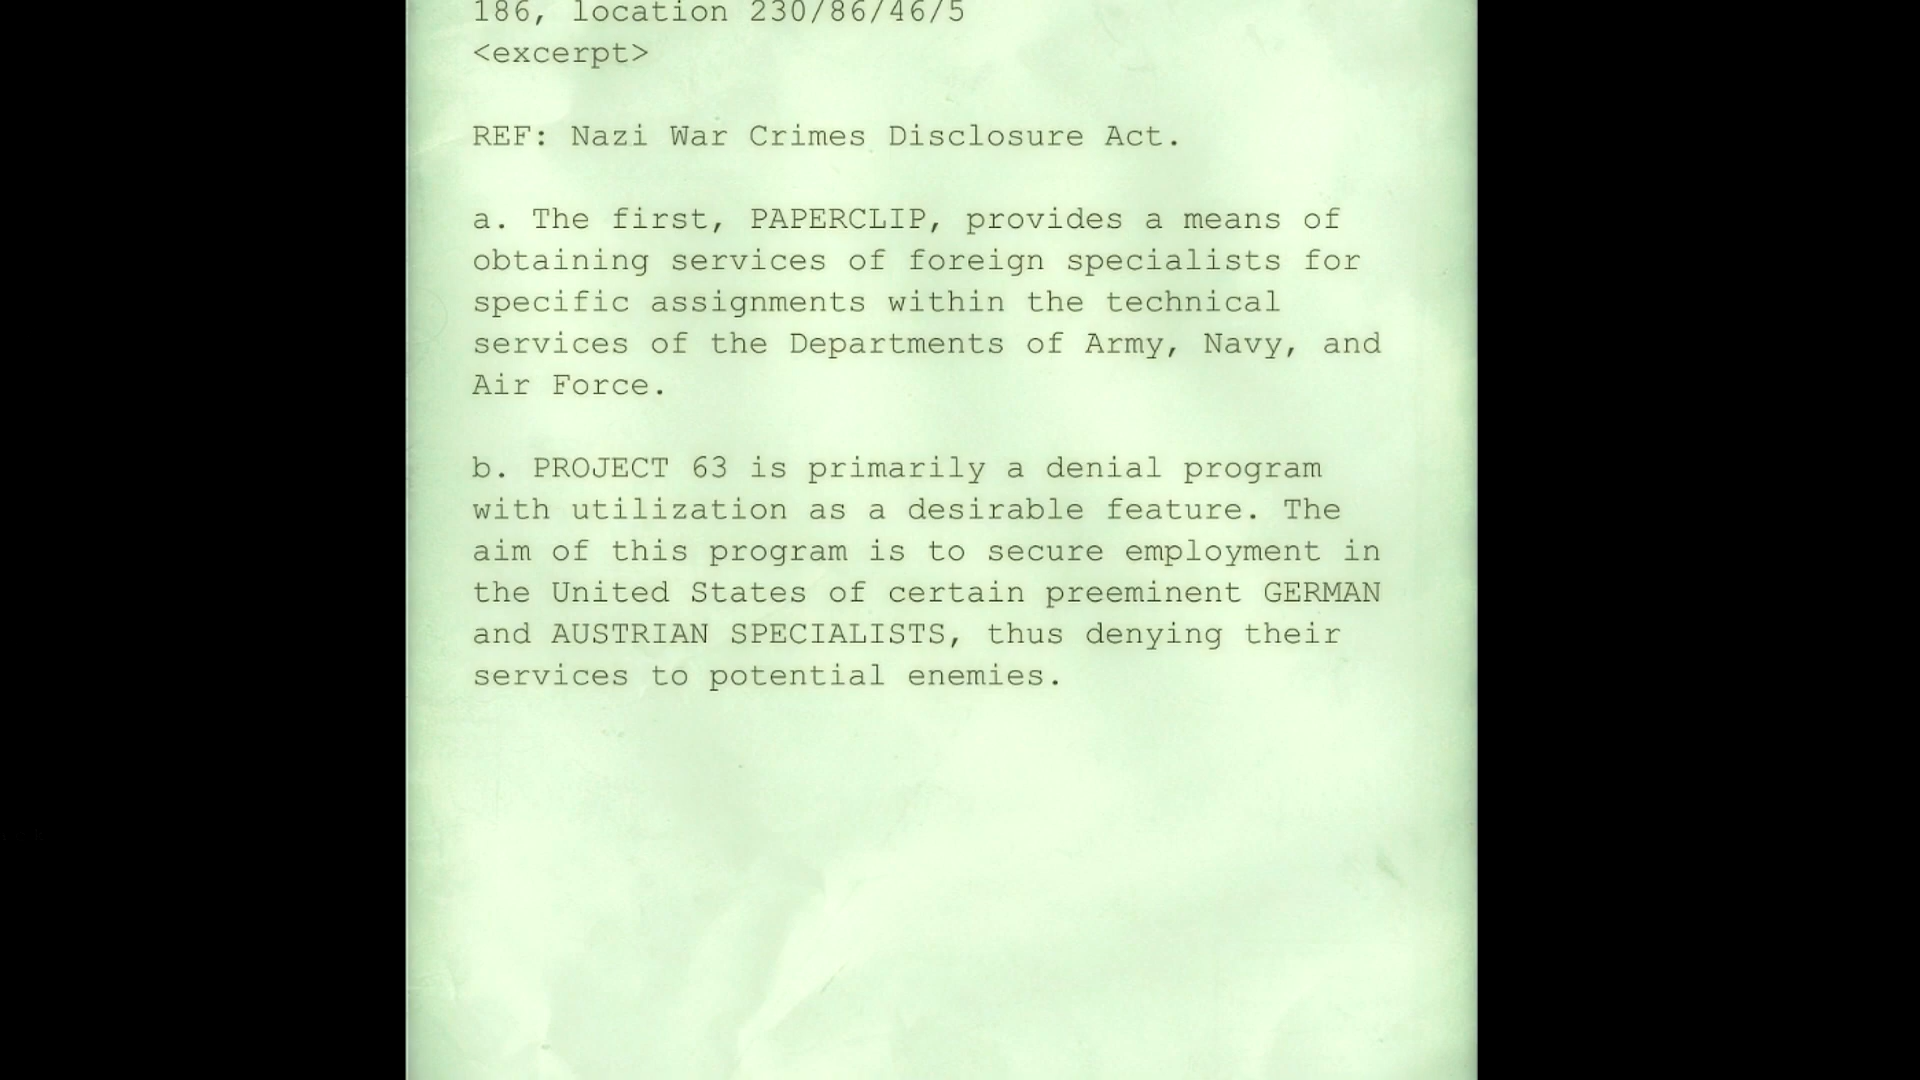 186, location 230/86/46/5
<excerpt>
REF: Nazi War Crimes Disclosure Act.
a. The first, PAPERCLIP, provides a means of
obtaining services of foreign specialists for
specific assignments within the technical
services of the Departments of Army, Navy, and
Air Force.
b. PROJECT 63 is primarily a denial program
with utilization as a desirable feature. The
aim of this program is to secure employment in
the United States of certain preeminent GERMAN
and AUSTRIAN SPECIALISTS, thus denying their
services to potential enemies.